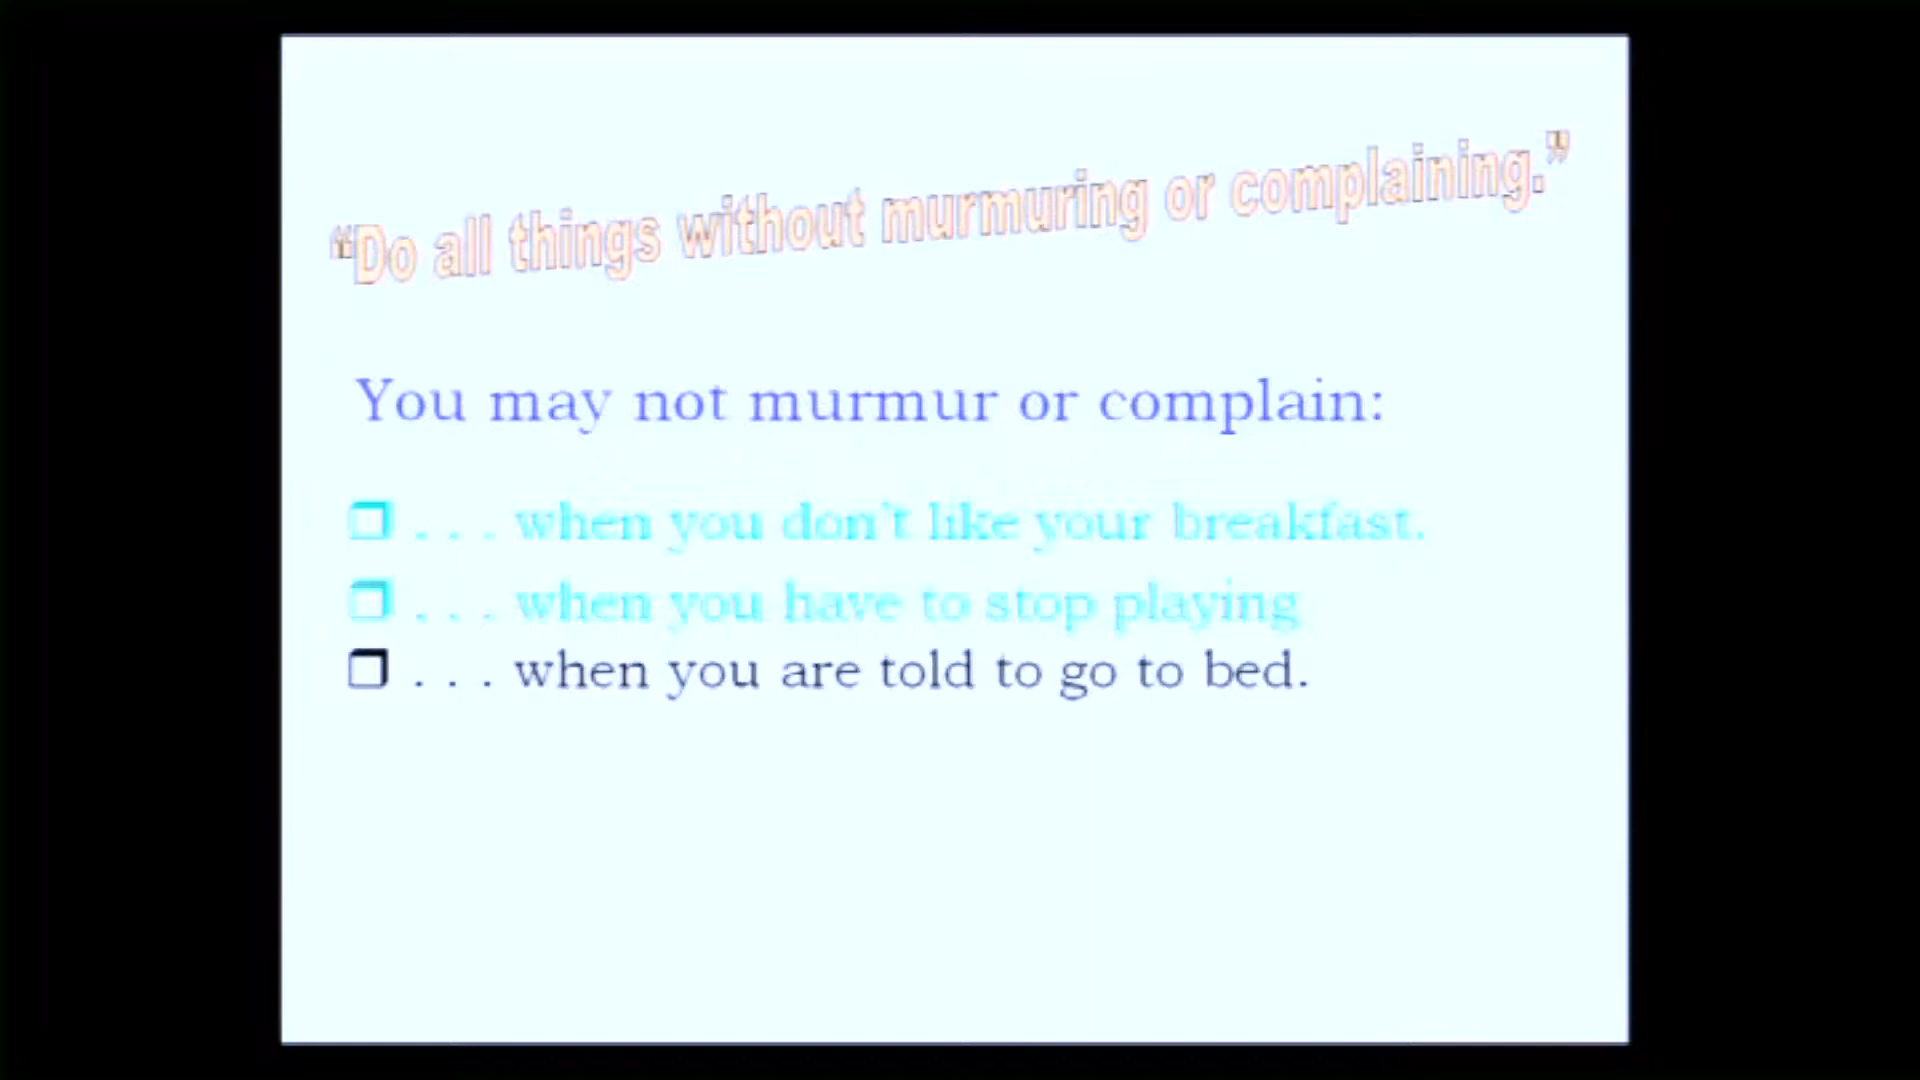 “Do all things without murmuring or complaining.”
You may not murmur or complain:
❒ . . . when you don't like your breakfast.
❒ . . . when you have to stop playing
❒ . . . when you are told to go to bed.